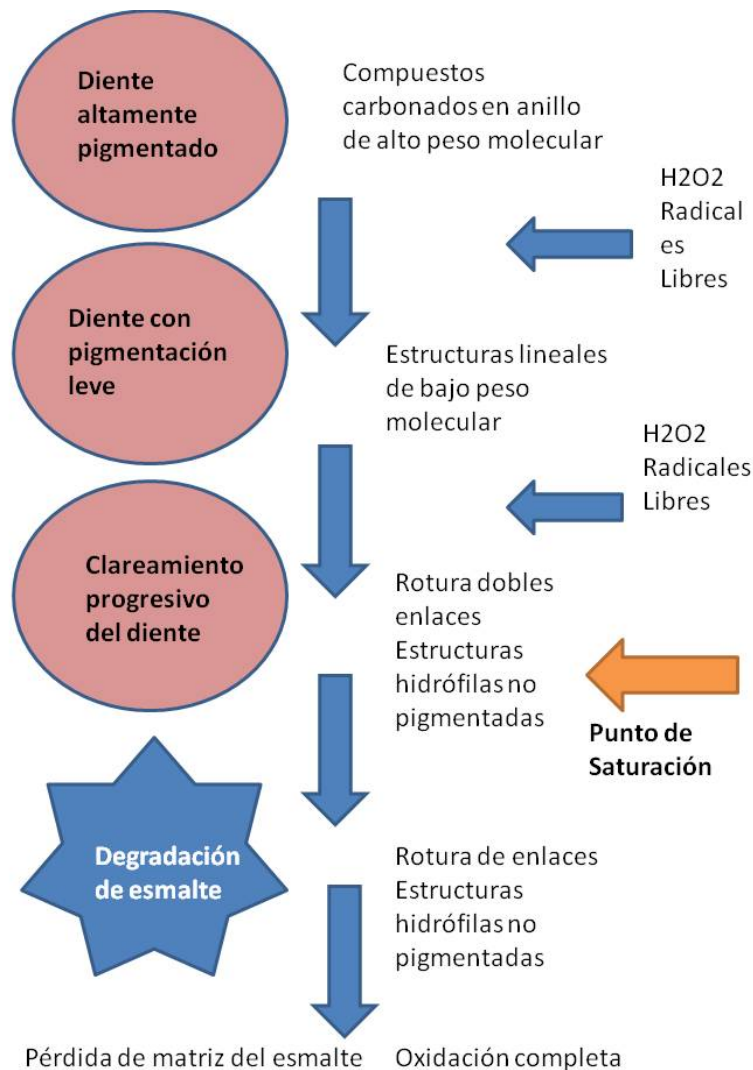 Diente
altamente
pigmentado
Compuestos
carbonados en anillo
de alto peso molecular
H2O2
Radical
es
Libres
Diente con
pigmentación
leve
Estructuras lineales
de bajo peso
molecular
H2O2
Radicales
Libres
Clareamiento
progresivo
del diente
Rotura dobles
enlaces
Estructuras
hidrófilas no
pigmentadas
Punto de
Saturación
Degradación
de esmalte
Rotura de enlaces
Estructuras
hidrófilas no
pigmentadas
Pérdida de matriz del esmalte
Oxidación completa